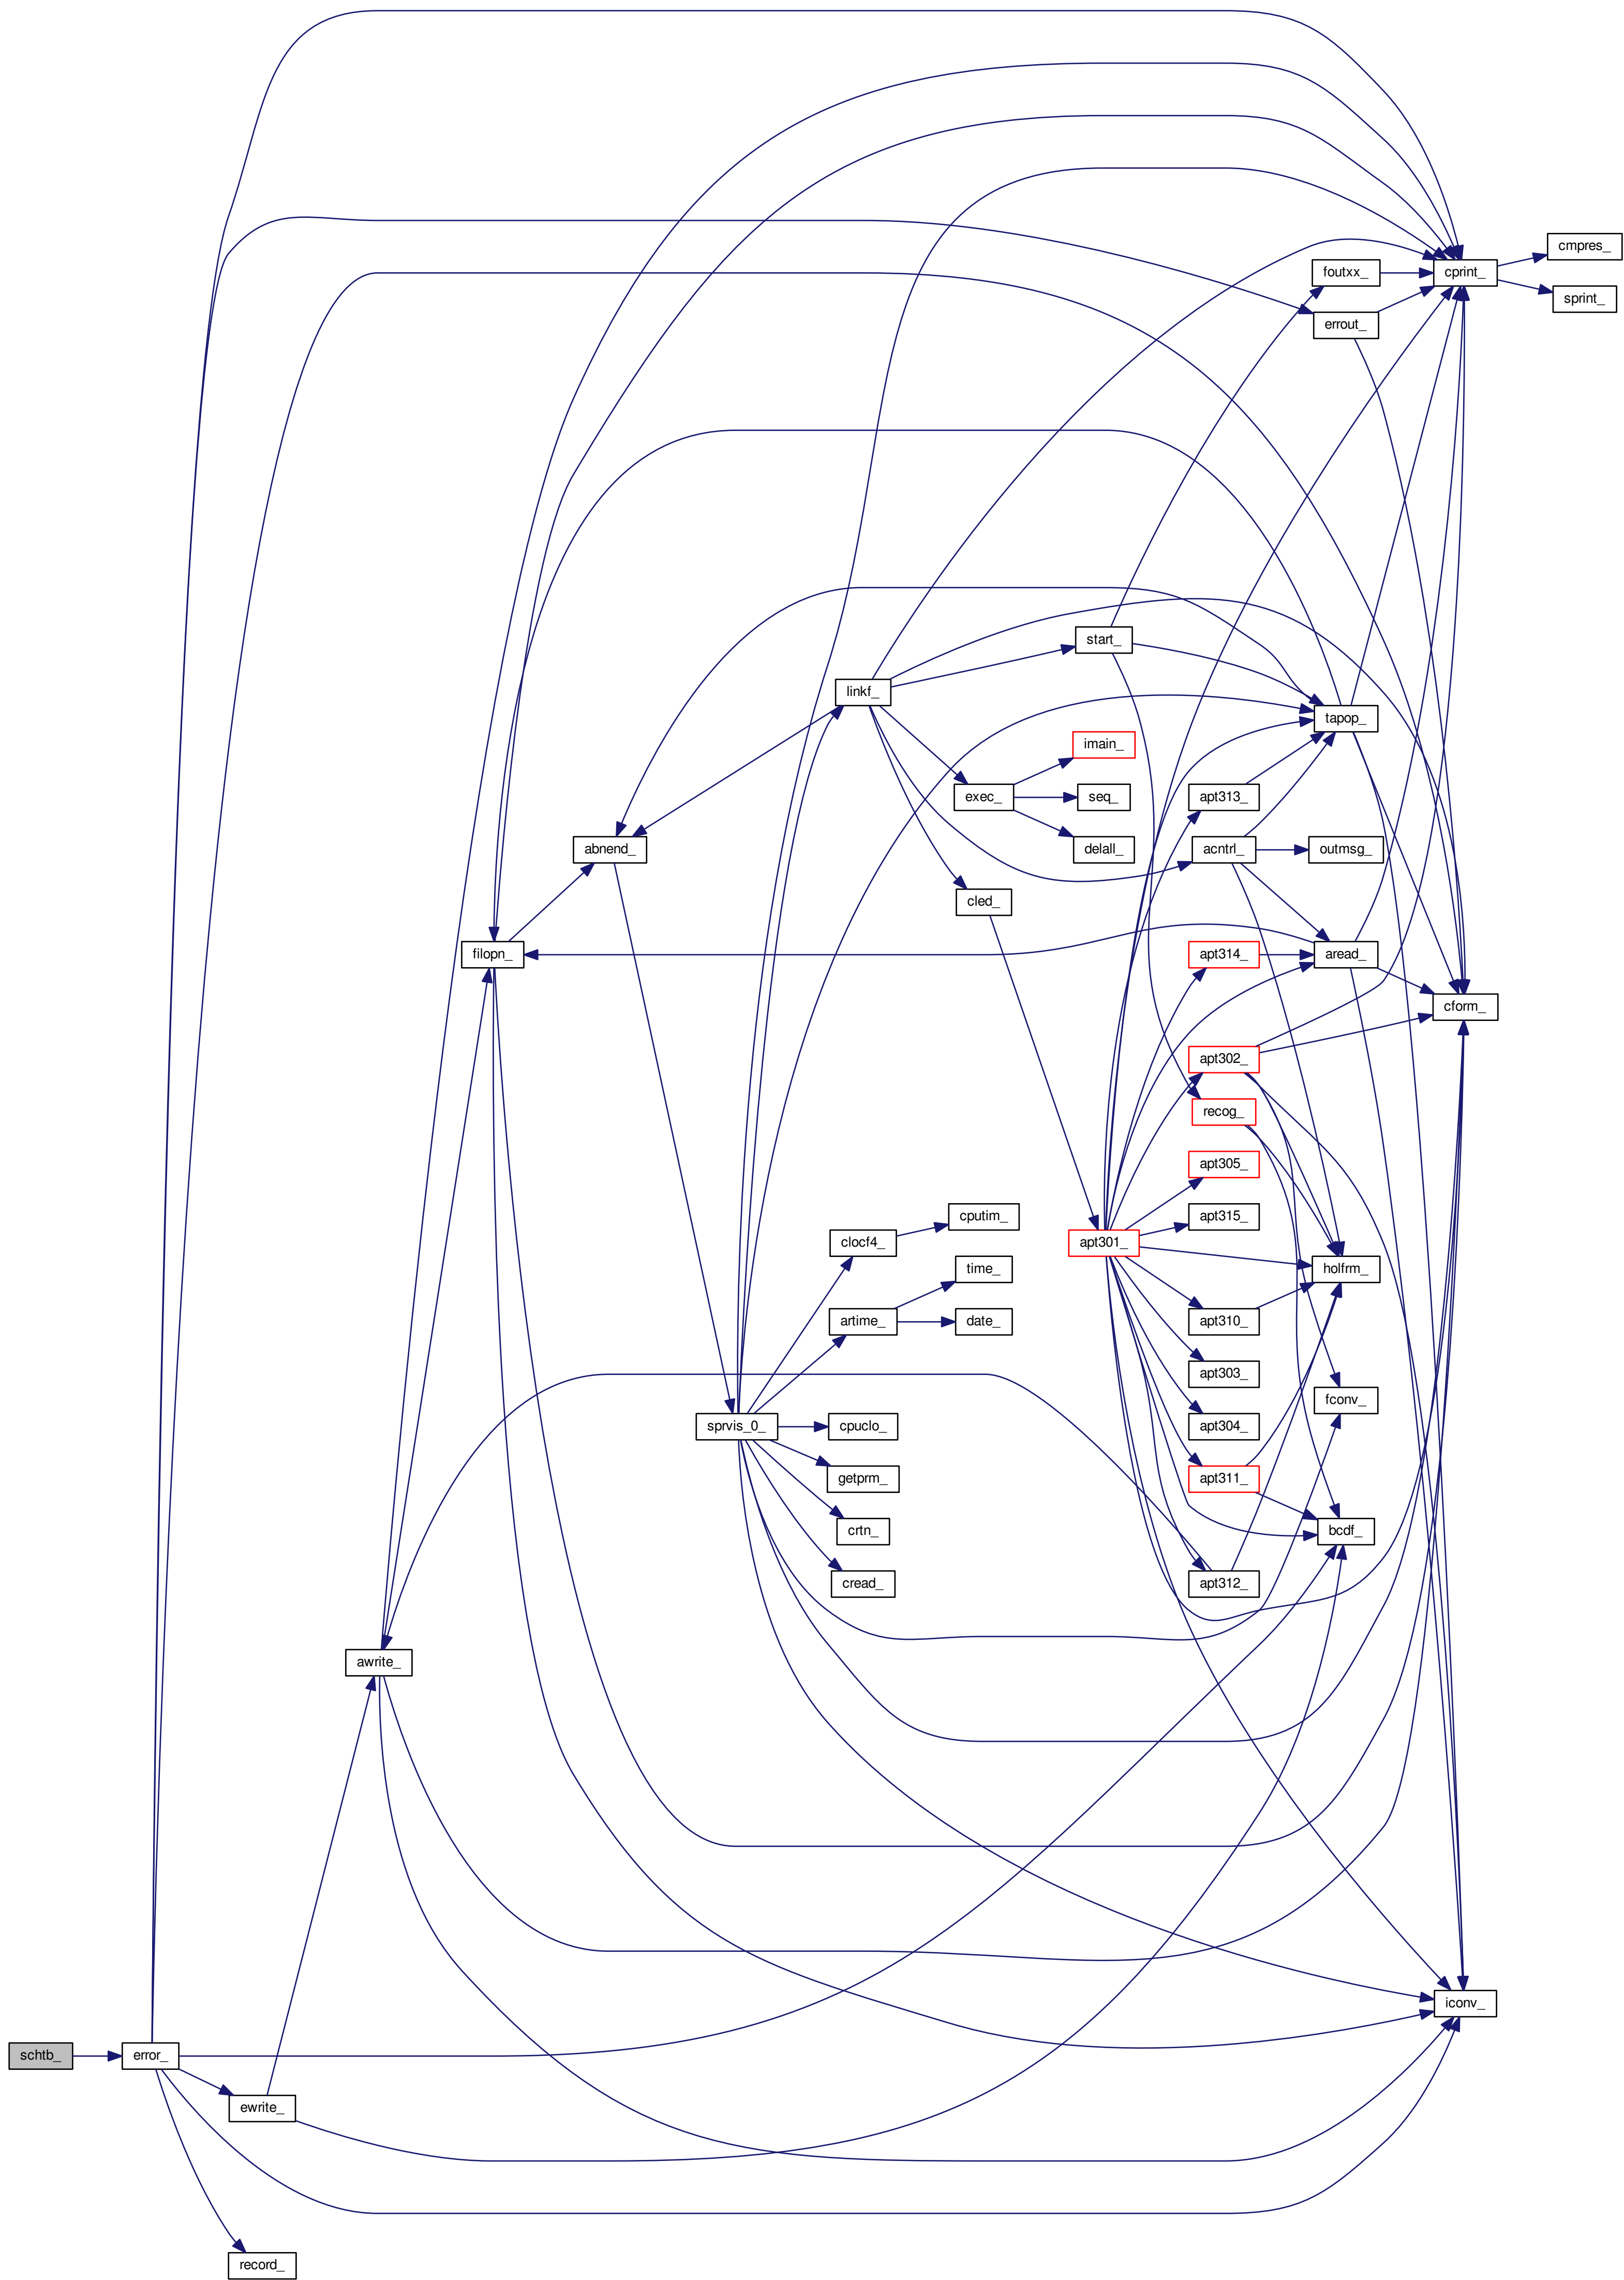 cmpres_
foutxx_
cprint_
sprint_
errout_
start_
linkf_
tapop_
imain_
exec_
seq_
apt313_
delall_
abnend_
acntrl_
outmsg_
cled_
filopn_
apt314_
aread_
cform_
apt302_
recog_
apt305_
cputim_
apt315_
clocf4_
apt301_
time_
holfrm_
artime_
date_
apt310_
apt303_
fconv_
sprvis_0_
cpuclo_
apt304_
getprm_
apt311_
crtn_
bcdf_
cread_
apt312_
awrite_
iconv_
schtb_
error_
ewrite_
record_